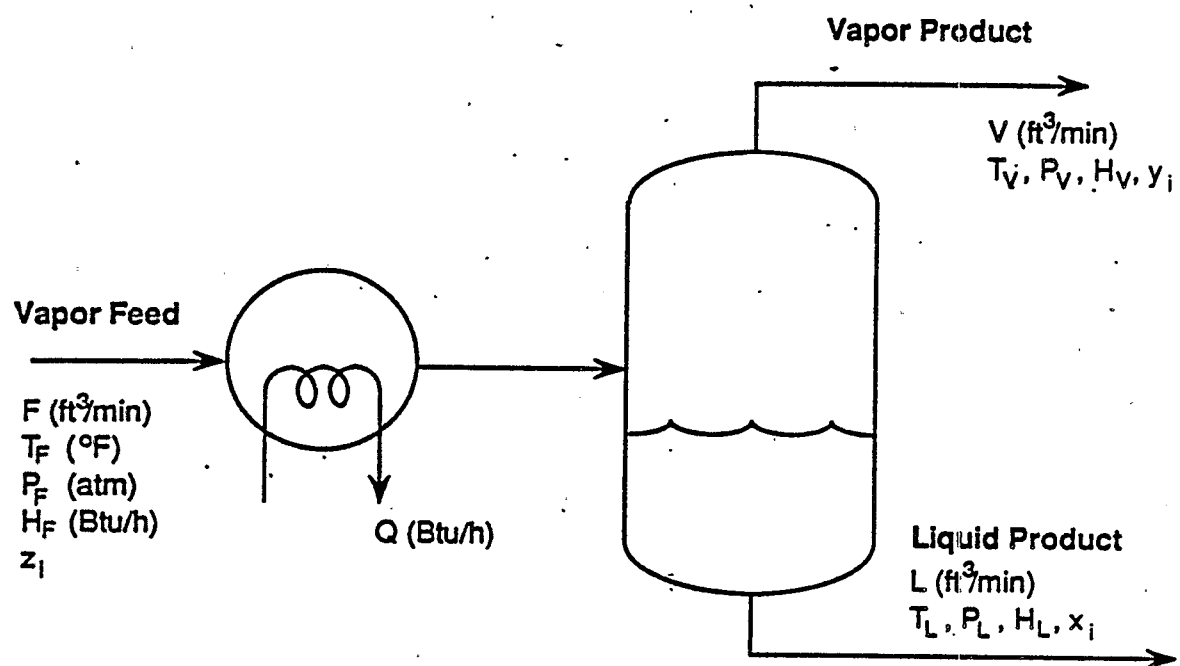 Vapor Product
V (ft³/min)
T_V, P_V, H_V, y_i
Vapor Feed
F (ft³/min)
T_F (°F)
P_F (atm)
H_F (Btu/h)
z_i
Q (Btu/h)
Liquid Product
L (ft³/min)
T_L, P_L, H_L, x_i